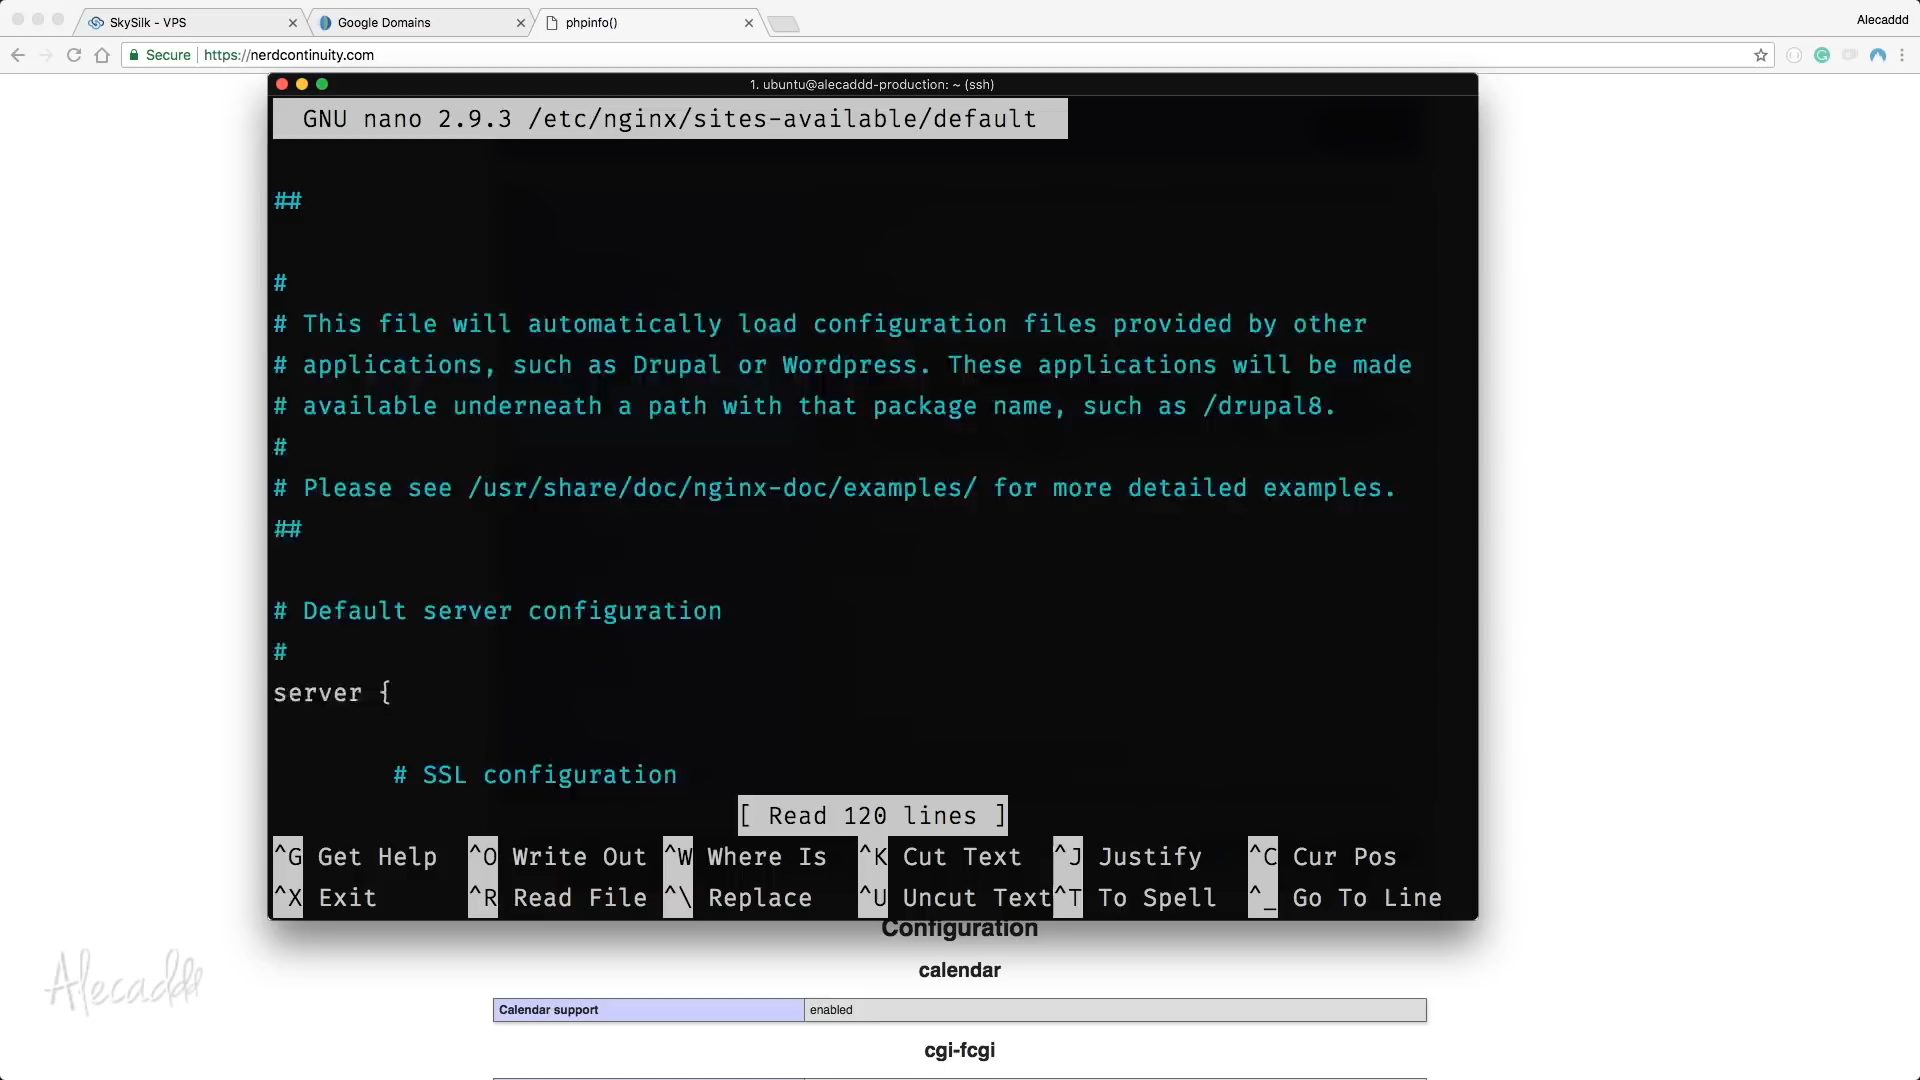 SkySilk - VPS
Google Domains
phpinfo()
Alecaddd
Secure
https://nerdcontinuity.com
1. ubuntu@alecaddd-production: ~ (ssh)
GNU nano 2.9.3 /etc/nginx/sites-available/default
##
#
# This file will automatically load configuration files provided by other
# applications, such as Drupal or Wordpress. These applications will be made
# available underneath a path with that package name, such as /drupal8.
#
# Please see /usr/share/doc/nginx-doc/examples/ for more detailed examples.
##
# Default server configuration
#
server {
# SSL configuration
[ Read 120 lines ]
^G Get Help ^O Write Out ^W Where Is ^K Cut Text ^J Justify ^C Cur Pos
^X Exit ^R Read File ^\ Replace ^U Uncut Text ^T To Spell ^_ Go To Line
Configuration
calendar
Calendar support enabled
cgi-fcgi
Alecaddd